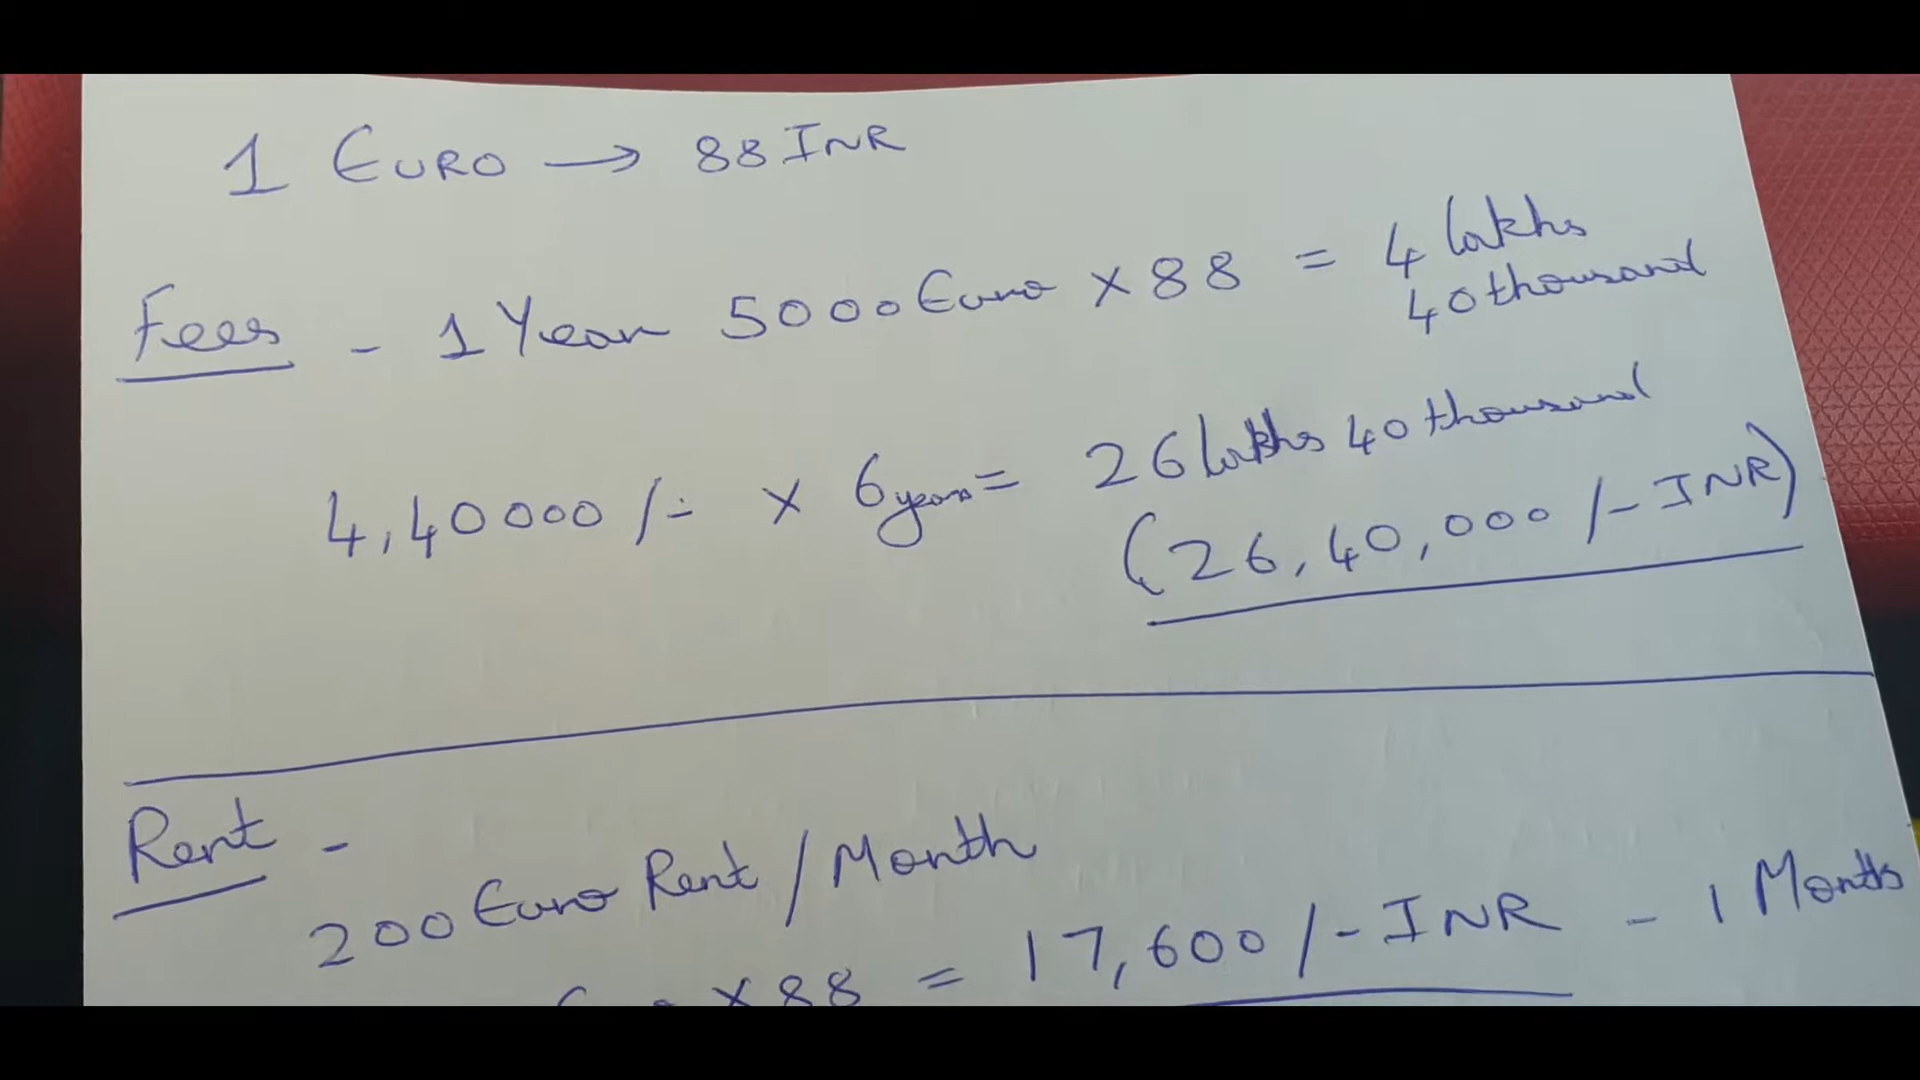 1 EURO → 88 INR
Fees - 1 Year 5000 Euro × 88 = 4 lakhs
40 thousand
4,40000/- × 6 years = 26 lakhs 40 thousand
(26,40,000/- INR)
Rent -
200 Euro Rent / Month
× 88 = 17,600/- INR - 1 Month